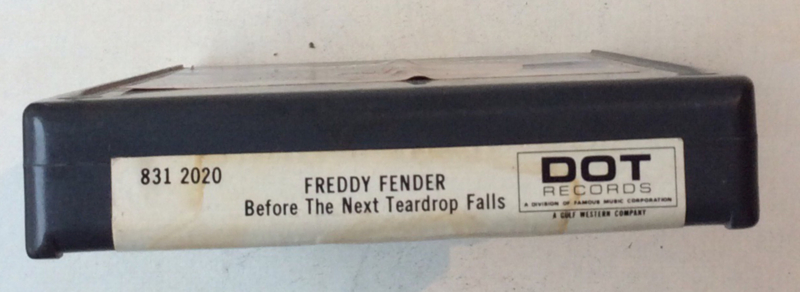 831 2020
FREDDY FENDER
Before The Next Teardrop Falls
DOT
RECORDS
A DIVISION OF FAMOUS MUSIC CORPORATION
A GULF WESTERN COMPANY